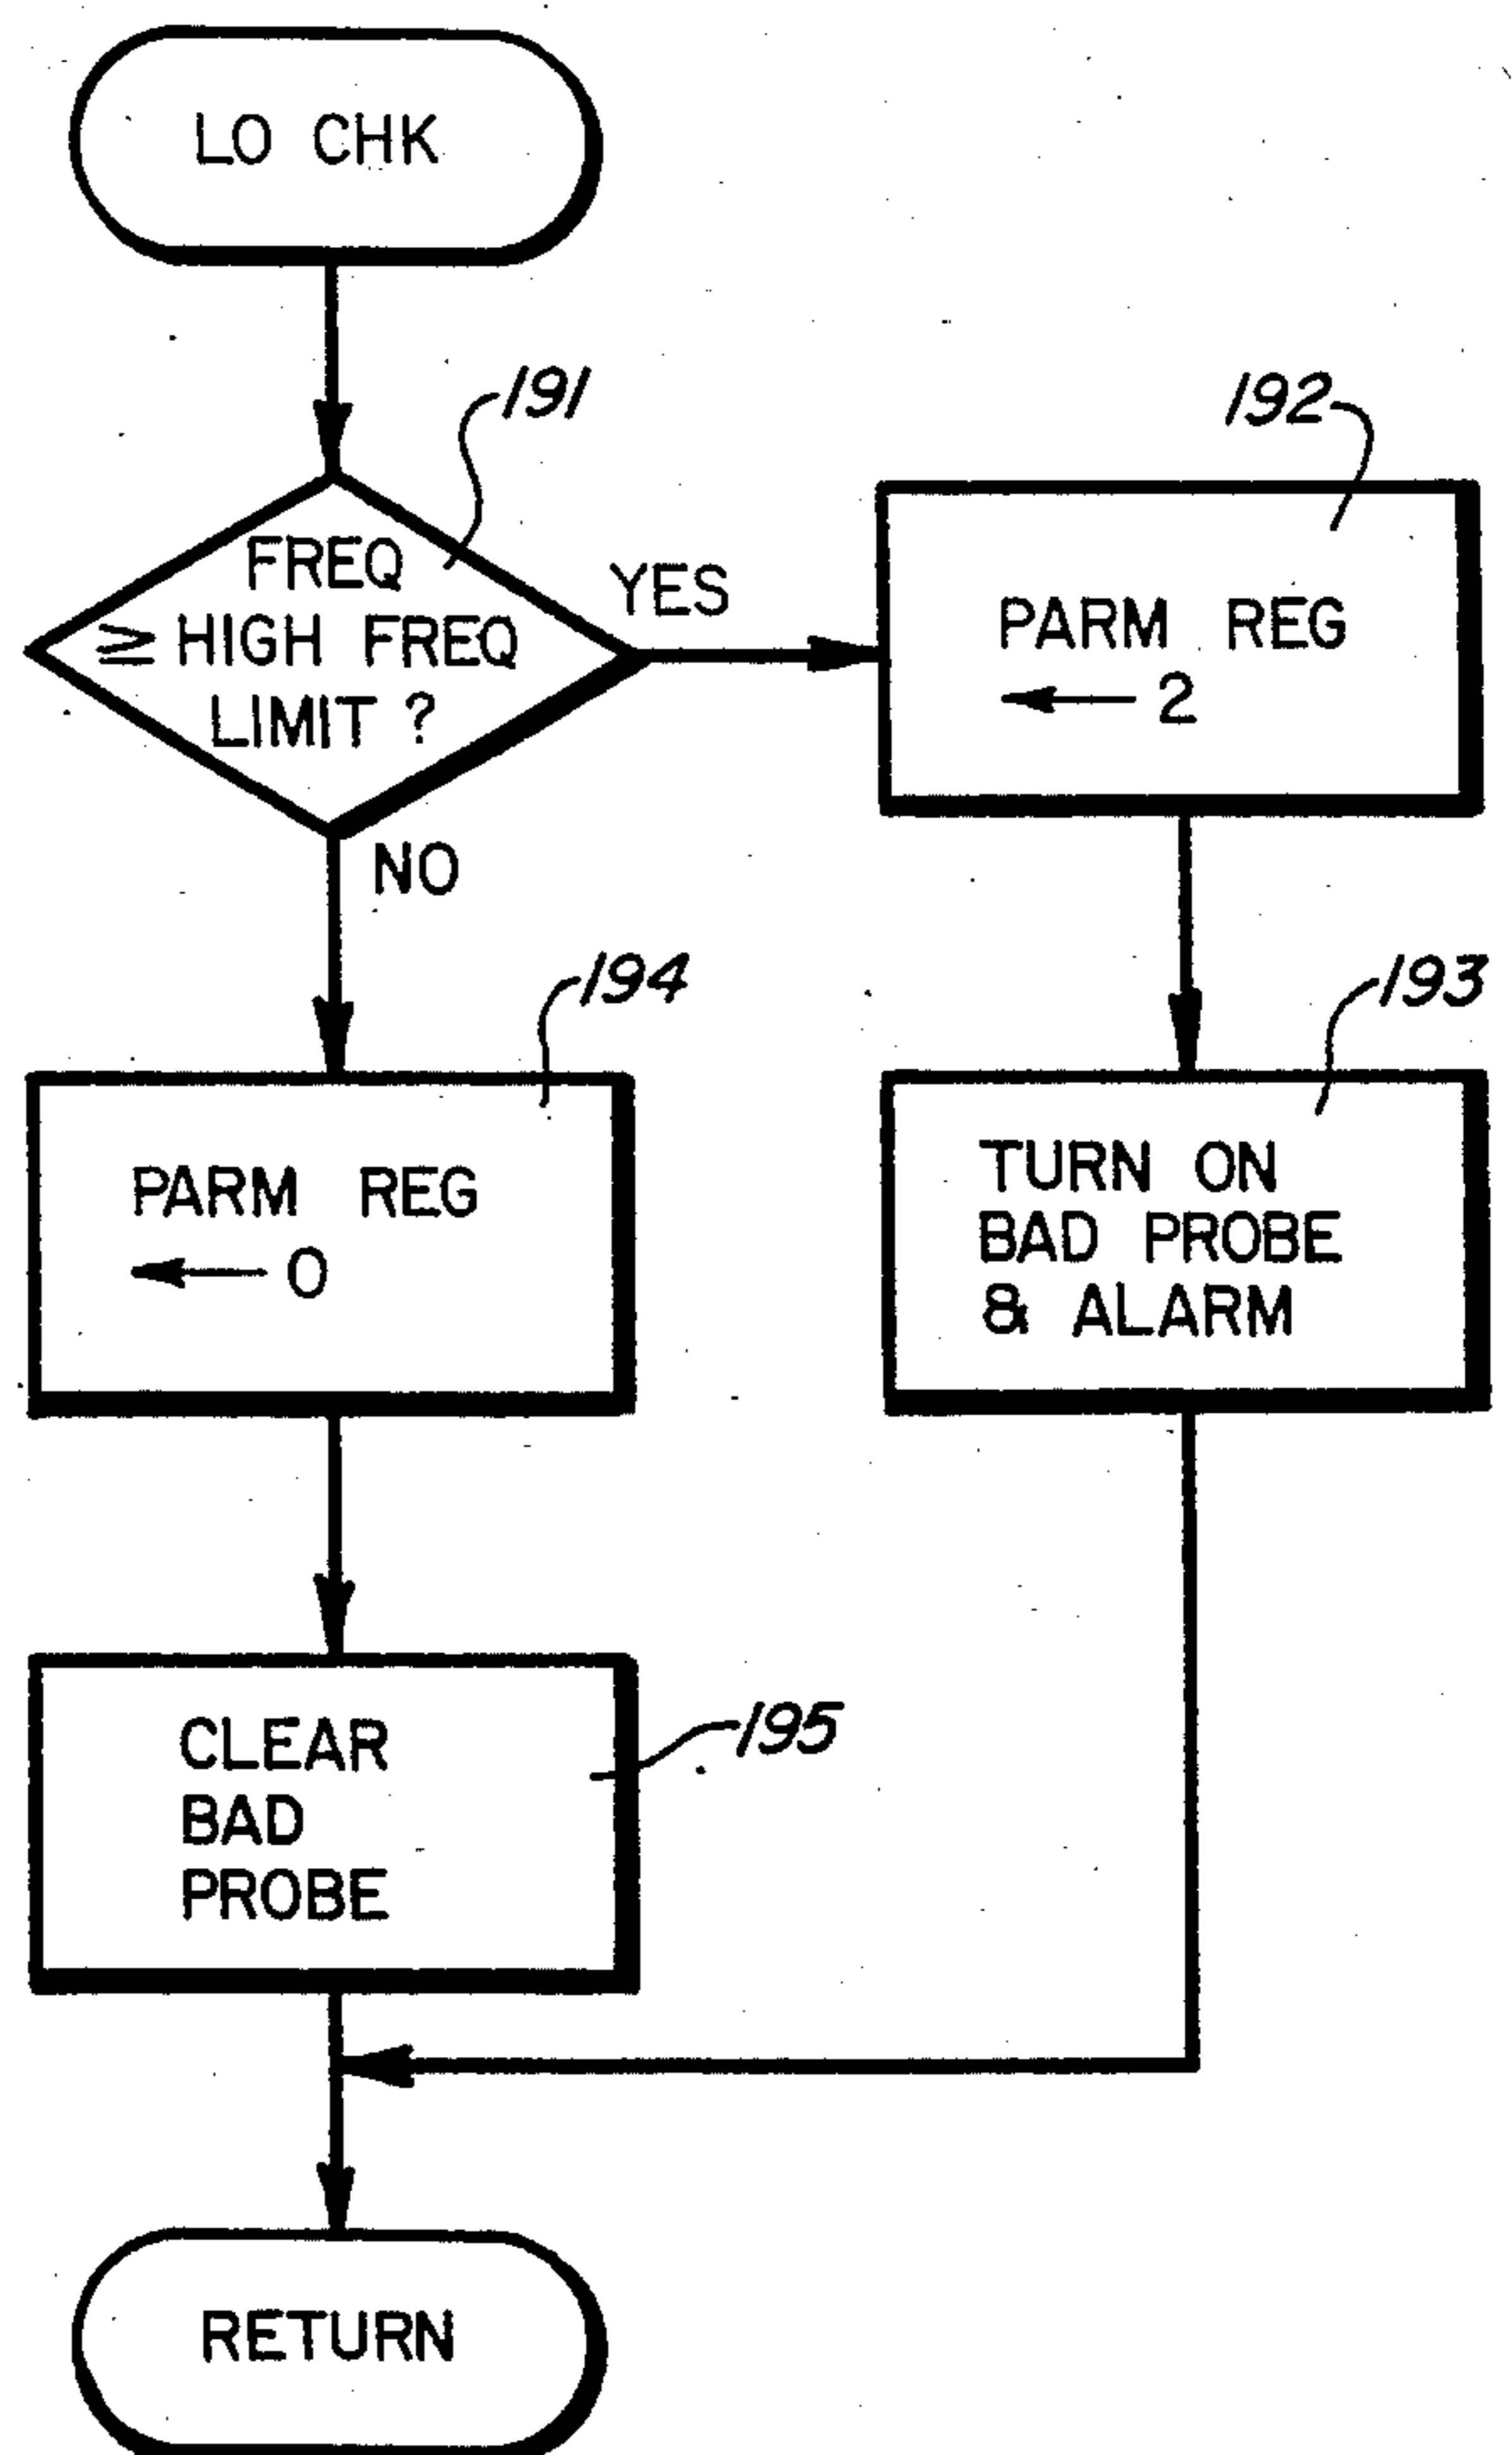 LO CHK
191
FREQ
≥ HIGH FREQ
LIMIT ?
YES
192
PARM REG
← 2
NO
194
PARM REG
← 0
193
TURN ON
BAD PROBE
& ALARM
CLEAR
BAD
PROBE
195
RETURN